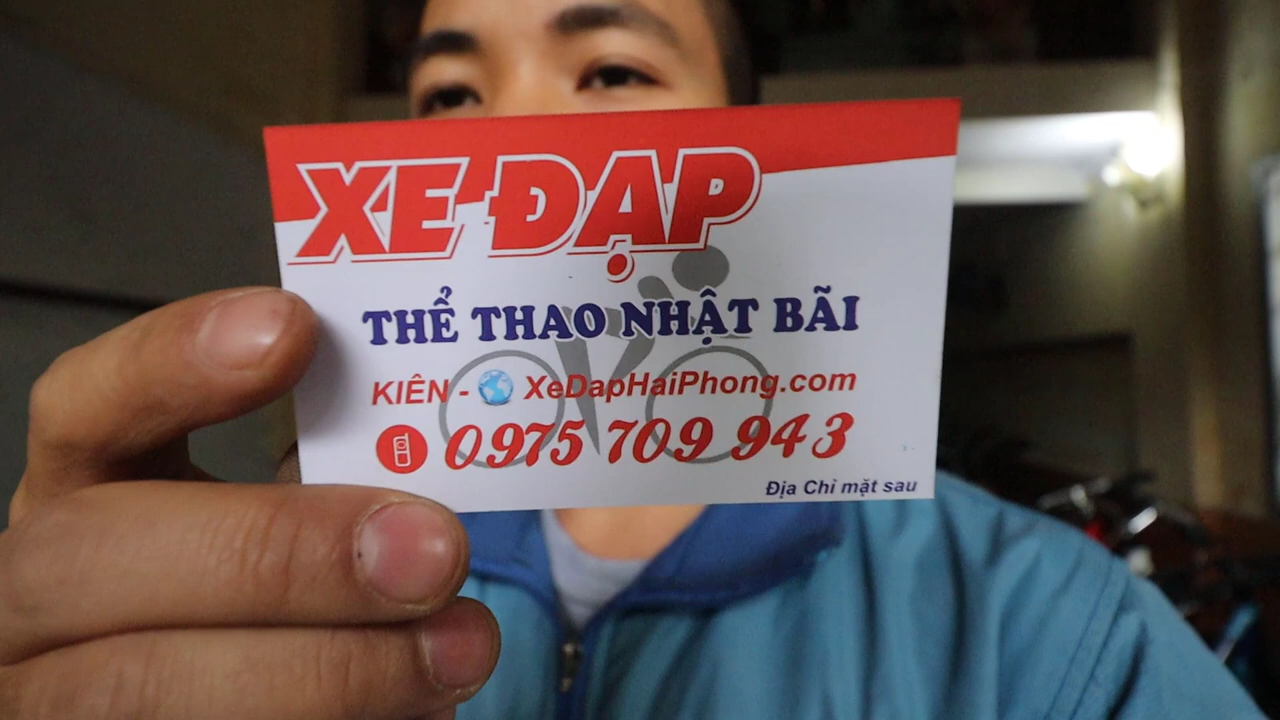 XE ĐẠP
THỂ THAO NHẬT BÃI
KIÊN - XeDapHaiPhong.com
0975 709 943
Địa Chỉ mặt sau